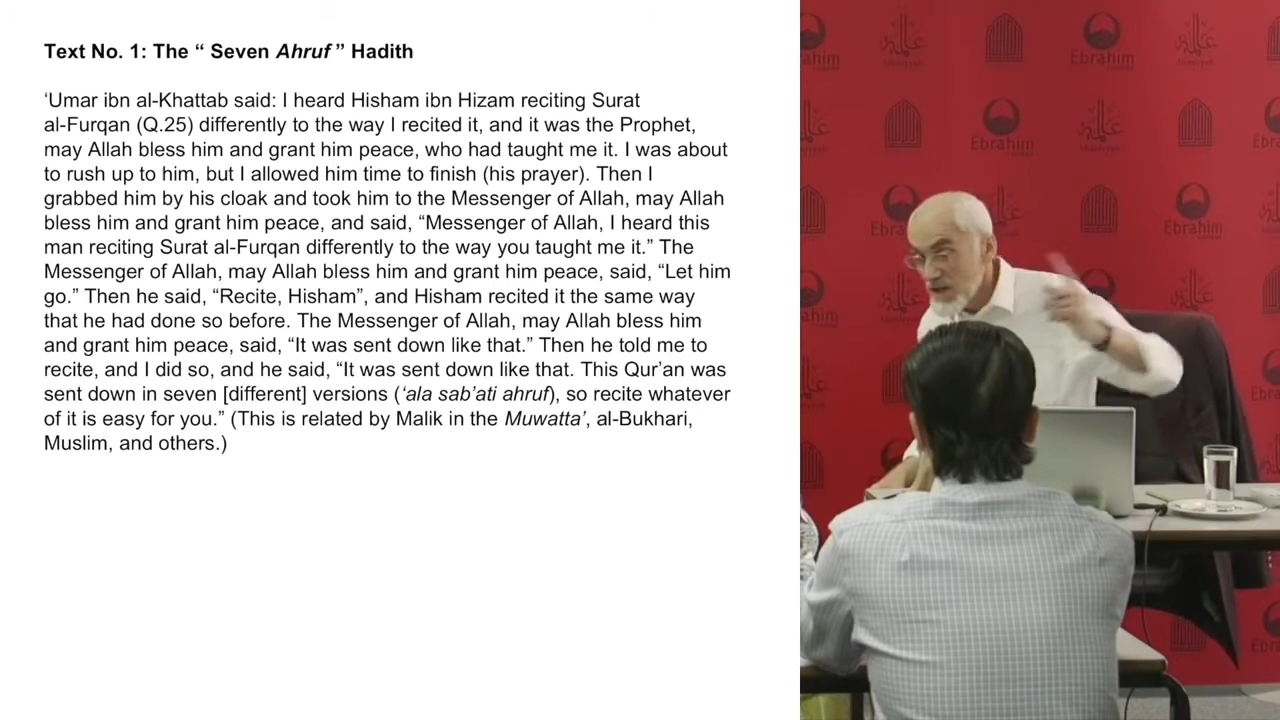 Text No. 1: The “ Seven Ahruf ” Hadith
‘Umar ibn al-Khattab said: I heard Hisham ibn Hizam reciting Surat
al-Furqan (Q.25) differently to the way I recited it, and it was the Prophet,
may Allah bless him and grant him peace, who had taught me it. I was about
to rush up to him, but I allowed him time to finish (his prayer). Then I
grabbed him by his cloak and took him to the Messenger of Allah, may Allah
bless him and grant him peace, and said, “Messenger of Allah, I heard this
man reciting Surat al-Furqan differently to the way you taught me it.” The
Messenger of Allah, may Allah bless him and grant him peace, said, “Let him
go.” Then he said, “Recite, Hisham”, and Hisham recited it the same way
that he had done so before. The Messenger of Allah, may Allah bless him
and grant him peace, said, “It was sent down like that.” Then he told me to
recite, and I did so, and he said, “It was sent down like that. This Qur’an was
sent down in seven [different] versions (‘ala sab’ati ahruf), so recite whatever
of it is easy for you.” (This is related by Malik in the Muwatta’, al-Bukhari,
Muslim, and others.)
Ebrahim
Ebrahim